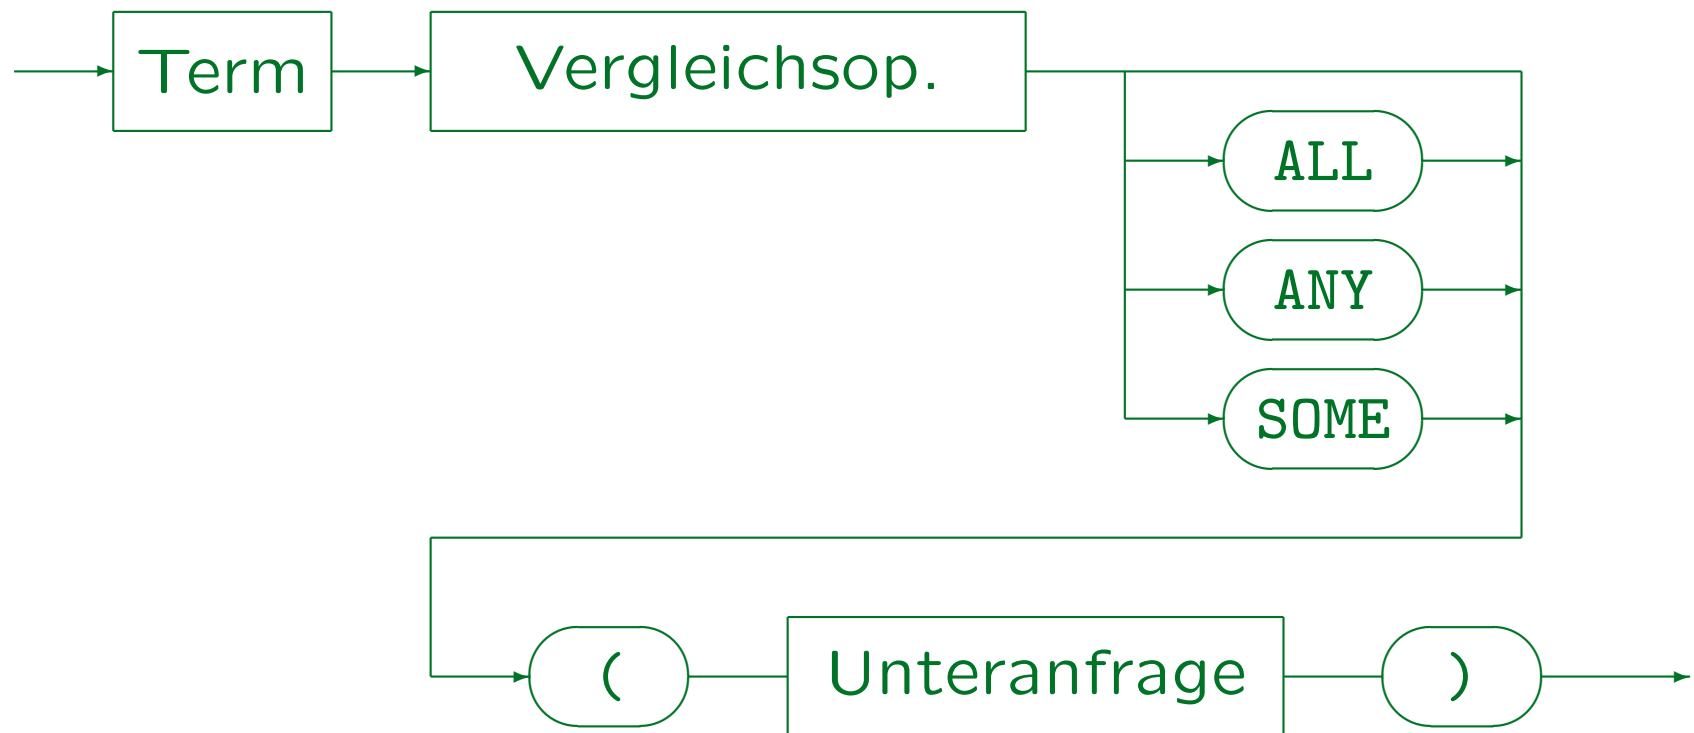 Term Vergleichsop.
ALL
ANY
SOME
( Unteranfrage )